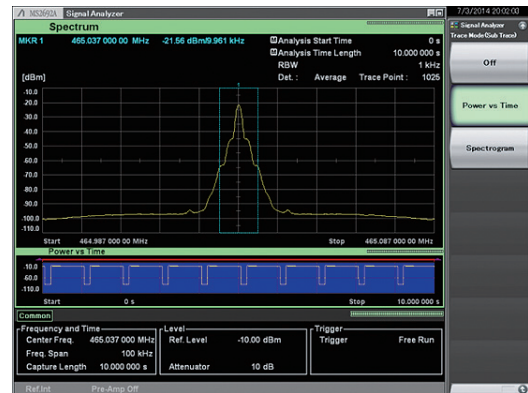 MS2692A Signal Analyzer
7/3/2014 20:02:03
Spectrum
MKR 1 465.037 000 00 MHz -21.56 dBm/9.961 kHz
Analysis Start Time 0 s
Analysis Time Length 10.000 000 s
RBW 1 kHz
Det. : Average Trace Point : 1025
[dBm]
-10.0
-20.0
-30.0
-40.0
-50.0
-60.0
-70.0
-80.0
-90.0
-100.0
-110.0
Start 464.987 000 00 MHz
Stop 465.087 000 00 MHz
Power vs Time
-10.0
-60.0
-110.0
Start 0 s
Stop 10.000 000 s
Common
Frequency and Time
Center Freq. 465.037 000 MHz
Freq. Span 100 kHz
Capture Length 10.000 000 s
Level
Ref. Level -10.00 dBm
Attenuator 10 dB
Trigger
Trigger Free Run
Ref.Int Pre-Amp Off
Signal Analyzer
Trace Mode(Sub Trace)
Off
Power vs Time
Spectrogram